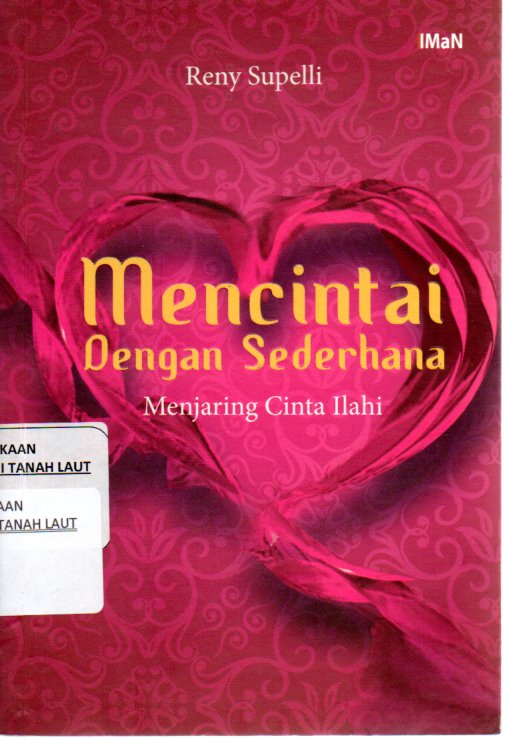 IMaN
Reny Supelli
Mencintai
Dengan Sederhana
Menjaring Cinta Ilahi
KAAN
I TANAH LAUT
AAN
TANAH LAUT